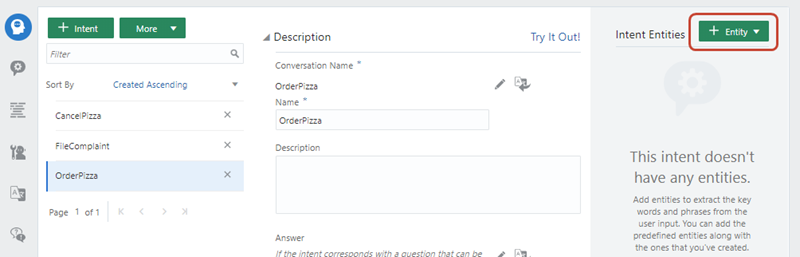 + Intent
More
Filter
Sort By Created Ascending
CancelPizza
FileComplaint
OrderPizza
Page 1 of 1
Description
Try It Out!
Conversation Name *
OrderPizza
Name *
OrderPizza
Description
Answer
If the intent corresponds with a question that can be
Intent Entities
+ Entity
This intent doesn't
have any entities.
Add entities to extract the key
words and phrases from the
user input. You can add the
predefined entities along with
the ones that you've created.